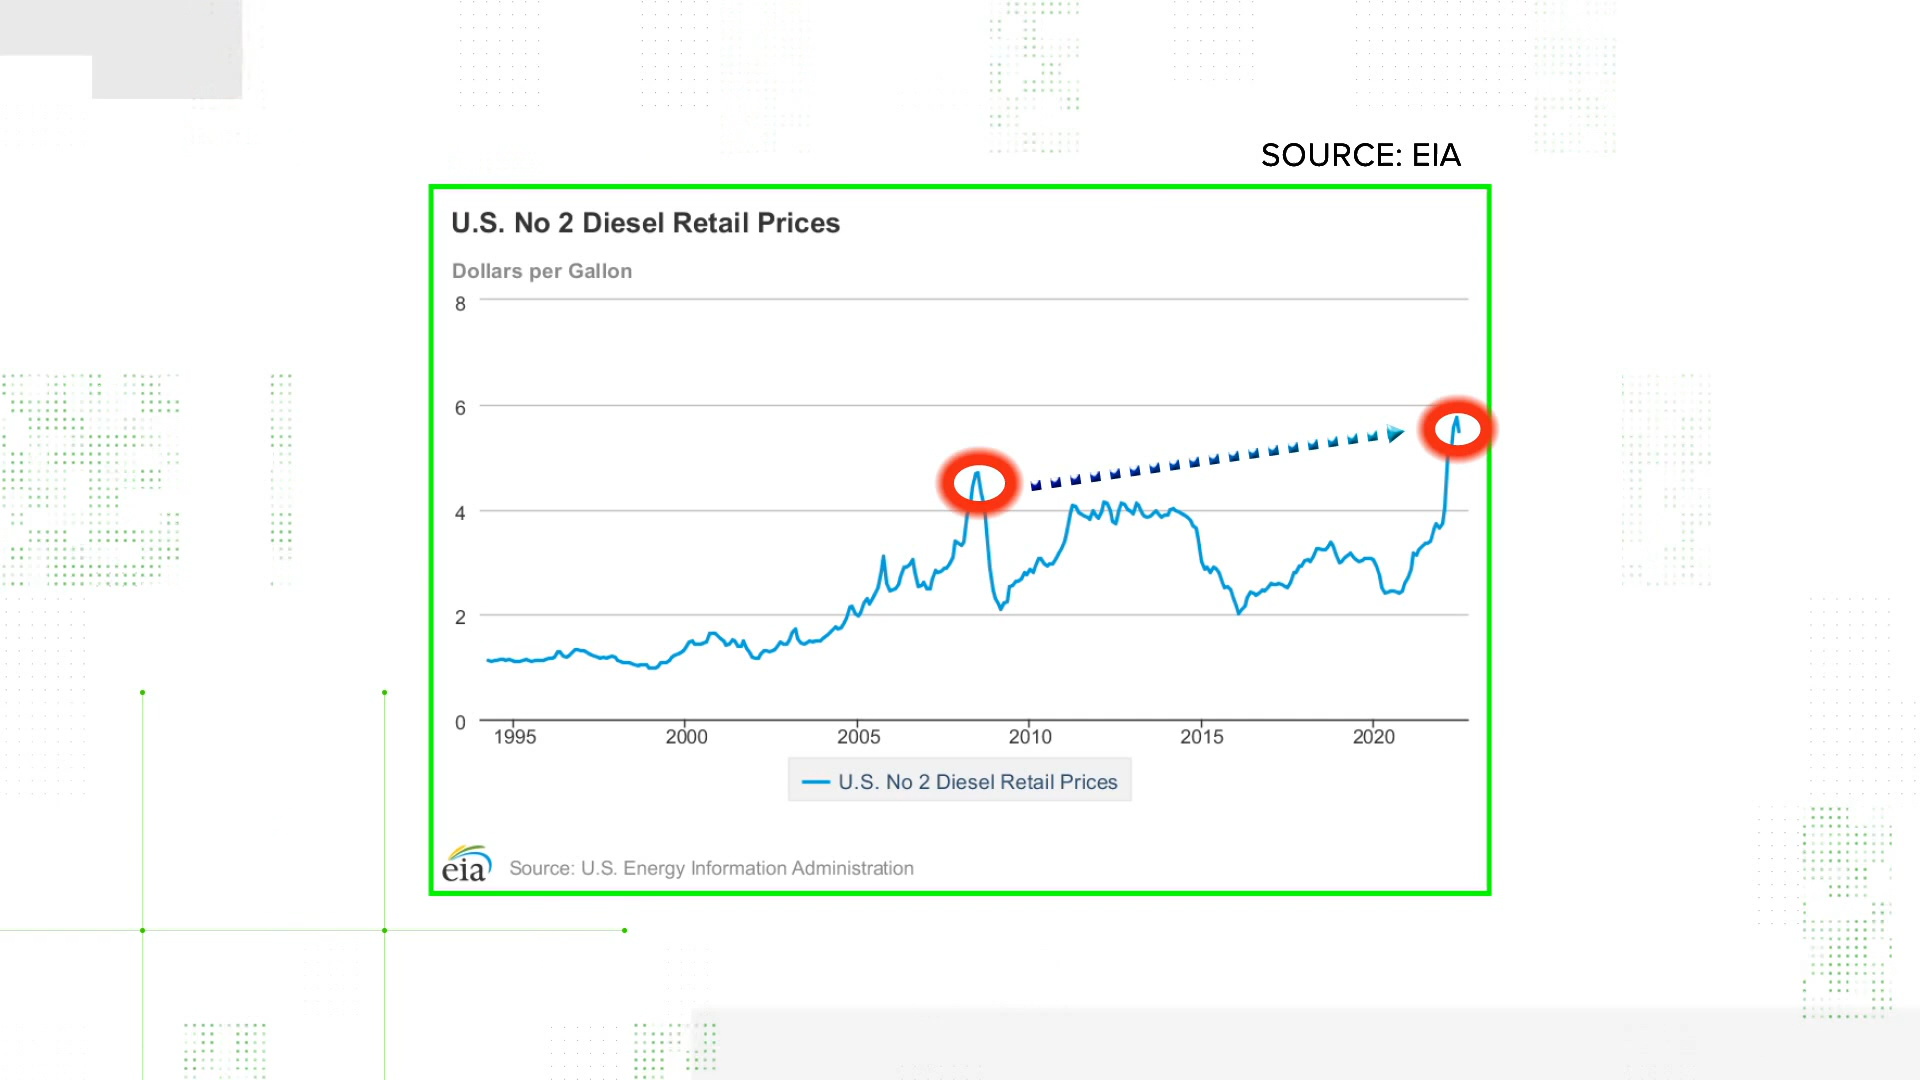 SOURCE: EIA
U.S. No 2 Diesel Retail Prices
Dollars per Gallon
8
6
4
2
0
1995 2000 2005 2010 2015 2020
U.S. No 2 Diesel Retail Prices
eia Source: U.S. Energy Information Administration